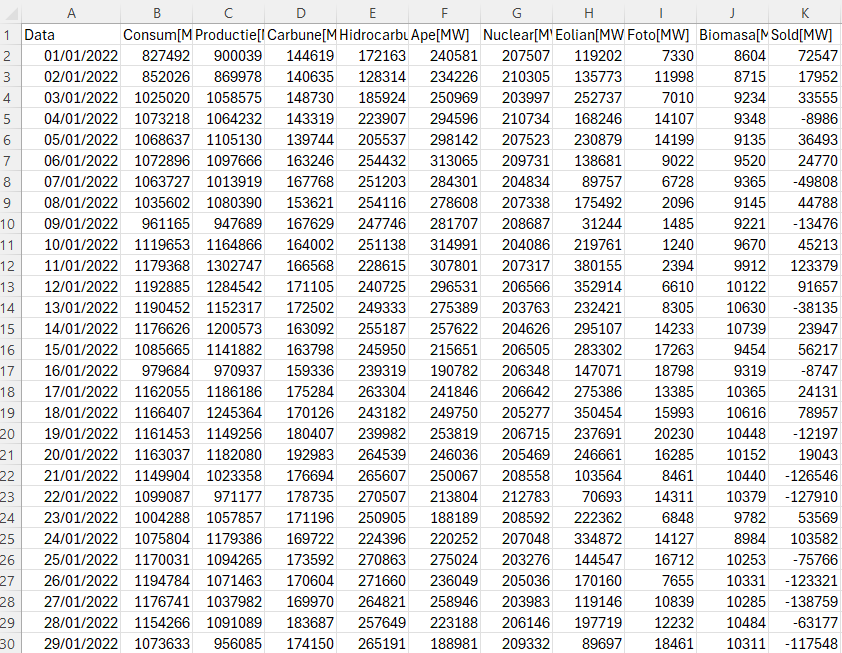 A B C D E F G H I J K
1 Data Consum[M Productie[ Carbune[M Hidrocarbu Ape[MW] Nuclear[M Eolian[MW Foto[MW] Biomasa[M Sold[MW]
2 01/01/2022 827492 900039 144619 172163 240581 207507 119202 7330 8604 72547
3 02/01/2022 852026 869978 140635 128314 234226 210305 135773 11998 8715 17952
4 03/01/2022 1025020 1058575 148730 185924 250969 203997 252737 7010 9234 33555
5 04/01/2022 1073218 1064232 143319 223907 294596 210734 168246 14107 9348 -8986
6 05/01/2022 1068637 1105130 139744 205537 298142 207523 230879 14199 9135 36493
7 06/01/2022 1072896 1097666 163246 254432 313065 209731 138681 9022 9520 24770
8 07/01/2022 1063727 1013919 167768 251203 284301 204834 89757 6728 9365 -49808
9 08/01/2022 1035602 1080390 153621 254116 278608 207338 175492 2096 9145 44788
10 09/01/2022 961165 947689 167629 247746 281707 208687 31244 1485 9221 -13476
11 10/01/2022 1119653 1164866 164002 251138 314991 204086 219761 1240 9670 45213
12 11/01/2022 1179368 1302747 166568 228615 307801 207317 380155 2394 9912 123379
13 12/01/2022 1192885 1284542 171105 240725 296531 206566 352914 6610 10122 91657
14 13/01/2022 1190452 1152317 172502 249333 275389 203763 232421 8305 10630 -38135
15 14/01/2022 1176626 1200573 163092 255187 257622 204626 295107 14233 10739 23947
16 15/01/2022 1085665 1141882 163798 245950 215651 206505 283302 17263 9454 56217
17 16/01/2022 979684 970937 159336 239319 190782 206348 147071 18798 9319 -8747
18 17/01/2022 1162055 1186186 175284 263304 241846 206642 275386 13385 10365 24131
19 18/01/2022 1166407 1245364 170126 243182 249750 205277 350454 15993 10616 78957
20 19/01/2022 1161453 1149256 180407 239982 253819 206715 237691 20230 10448 -12197
21 20/01/2022 1163037 1182080 192983 264539 246036 205469 246661 16285 10152 19043
22 21/01/2022 1149904 1023358 176694 265607 250067 208558 103564 8461 10440 -126546
23 22/01/2022 1099087 971177 178735 270507 213804 212783 70693 14311 10379 -127910
24 23/01/2022 1004288 1057857 171196 250905 188189 208592 222362 6848 9782 53569
25 24/01/2022 1075804 1179386 169722 224396 220252 207048 334872 14127 8984 103582
26 25/01/2022 1170031 1094265 173592 270863 275024 203276 144547 16712 10253 -75766
27 26/01/2022 1194784 1071463 170604 271660 236049 205036 170160 7655 10331 -123321
28 27/01/2022 1176741 1037982 169970 264821 258946 203983 119146 10839 10285 -138759
29 28/01/2022 1154266 1091089 183687 257649 223188 206146 197719 12232 10484 -63177
30 29/01/2022 1073633 956085 174150 265191 188981 209332 89697 18461 10311 -117548